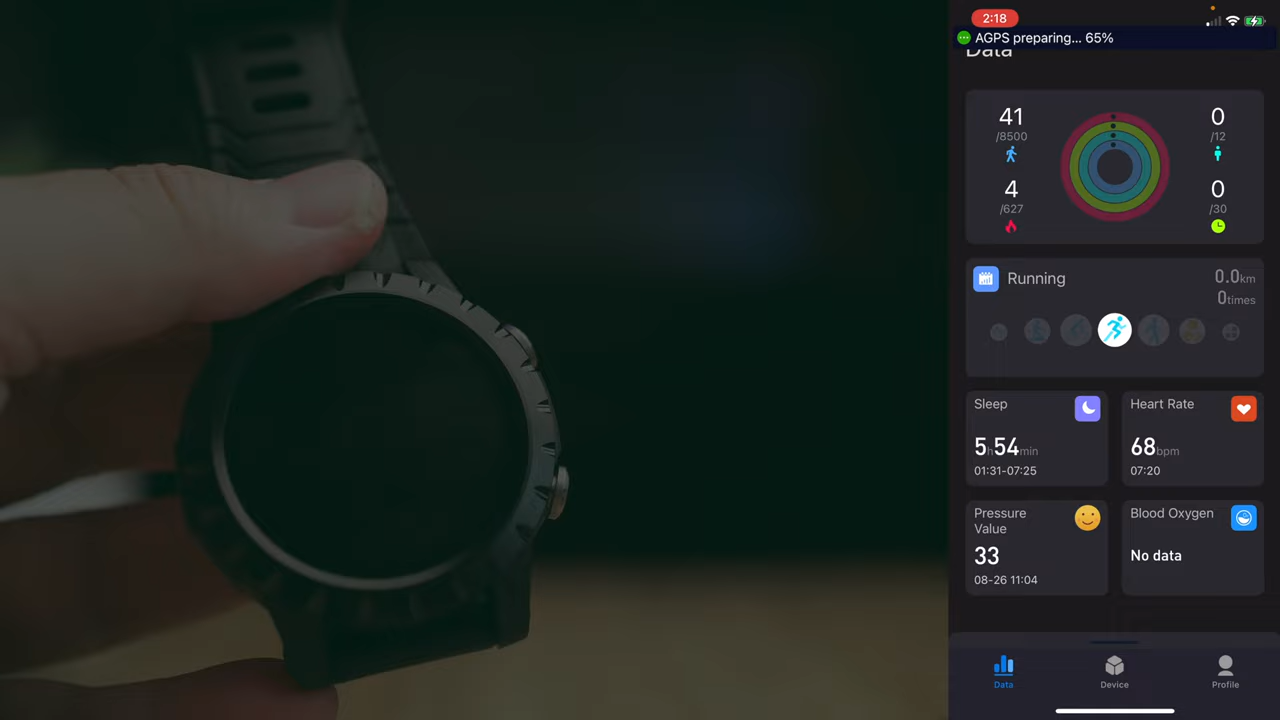 2:18
AGPS preparing... 65%
Data
41
/8500
0
/12
4
/627
0
/30
Running
0.0km
0times
Sleep
5h54min
01:31-07:25
Heart Rate
68bpm
07:20
Pressure
Value
33
08-26 11:04
Blood Oxygen
No data
Data
Device
Profile